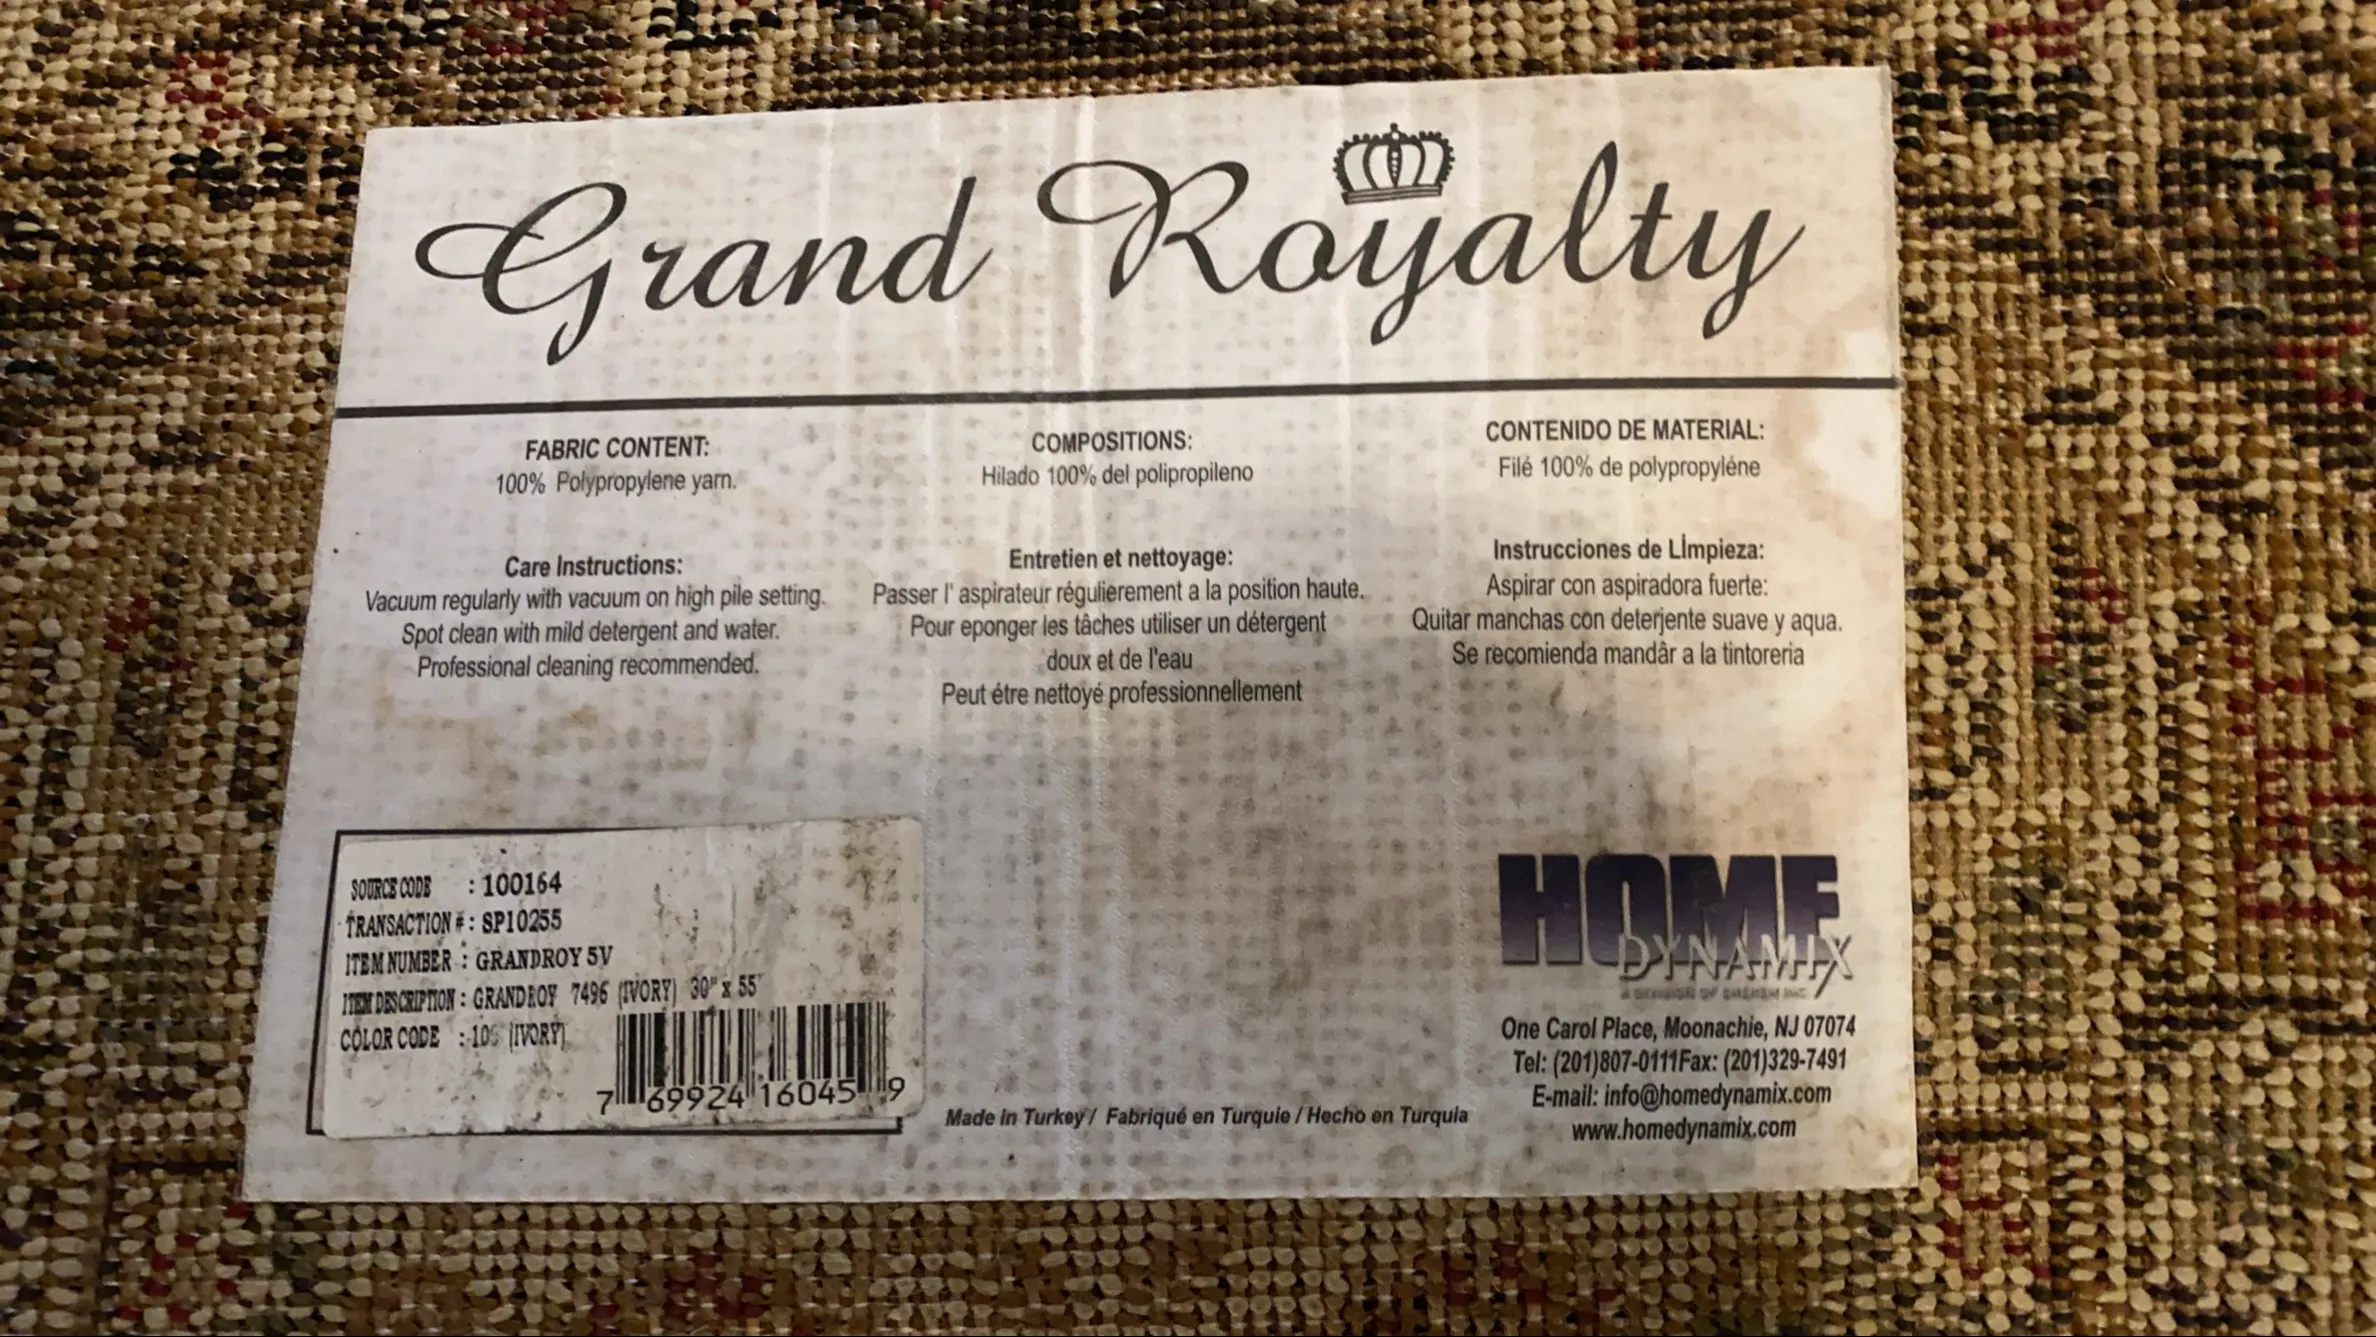 Grand Royalty
FABRIC CONTENT:
100% Polypropylene yarn.
Care Instructions:
Vacuum regularly with vacuum on high pile setting.
Spot clean with mild detergent and water.
Professional cleaning recommended.
COMPOSITIONS:
Hilado 100% del polipropileno
Entretien et nettoyage:
Passer l' aspirateur régulierement a la position haute.
Pour eponger les tâches utiliser un détergent
doux et de l'eau
Peut étre nettoyé professionnellement
CONTENIDO DE MATERIAL:
Filé 100% de polypropyléne
Instrucciones de Lİmpieza:
Aspirar con aspiradora fuerte:
Quitar manchas con deterjente suave y aqua.
Se recomienda mandâr a la tintoreria
SOURCE CODE : 100164
TRANSACTION #: SP10255
ITEM NUMBER : GRANDROY 5V
ITEM DESCRIPTION : GRANDROY 7496 (IVORY) 30" x 55"
COLOR CODE : (IVORY)
7 69924 16045 9
Made in Turkey / Fabriqué en Turquie / Hecho en Turquia
HOME
DYNAMIX
One Carol Place, Moonachie, NJ 07074
Tel: (201)807-0111Fax: (201)329-7491
E-mail: info@homedynamix.com
www.homedynamix.com